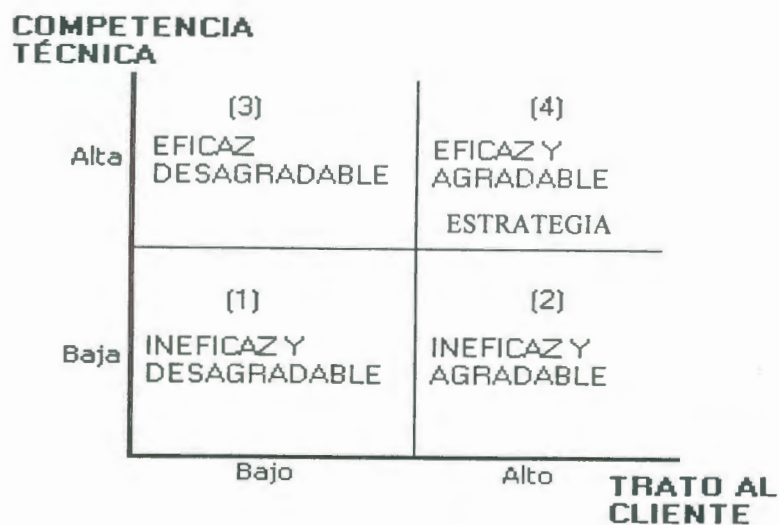 COMPETENCIA
TÉCNICA
Alta
(3)
EFICAZ
DESAGRADABLE
(4)
EFICAZ Y
AGRADABLE
ESTRATEGIA
Baja
(1)
INEFICAZ Y
DESAGRADABLE
(2)
INEFICAZ Y
AGRADABLE
Bajo
Alto
TRATO AL
CLIENTE